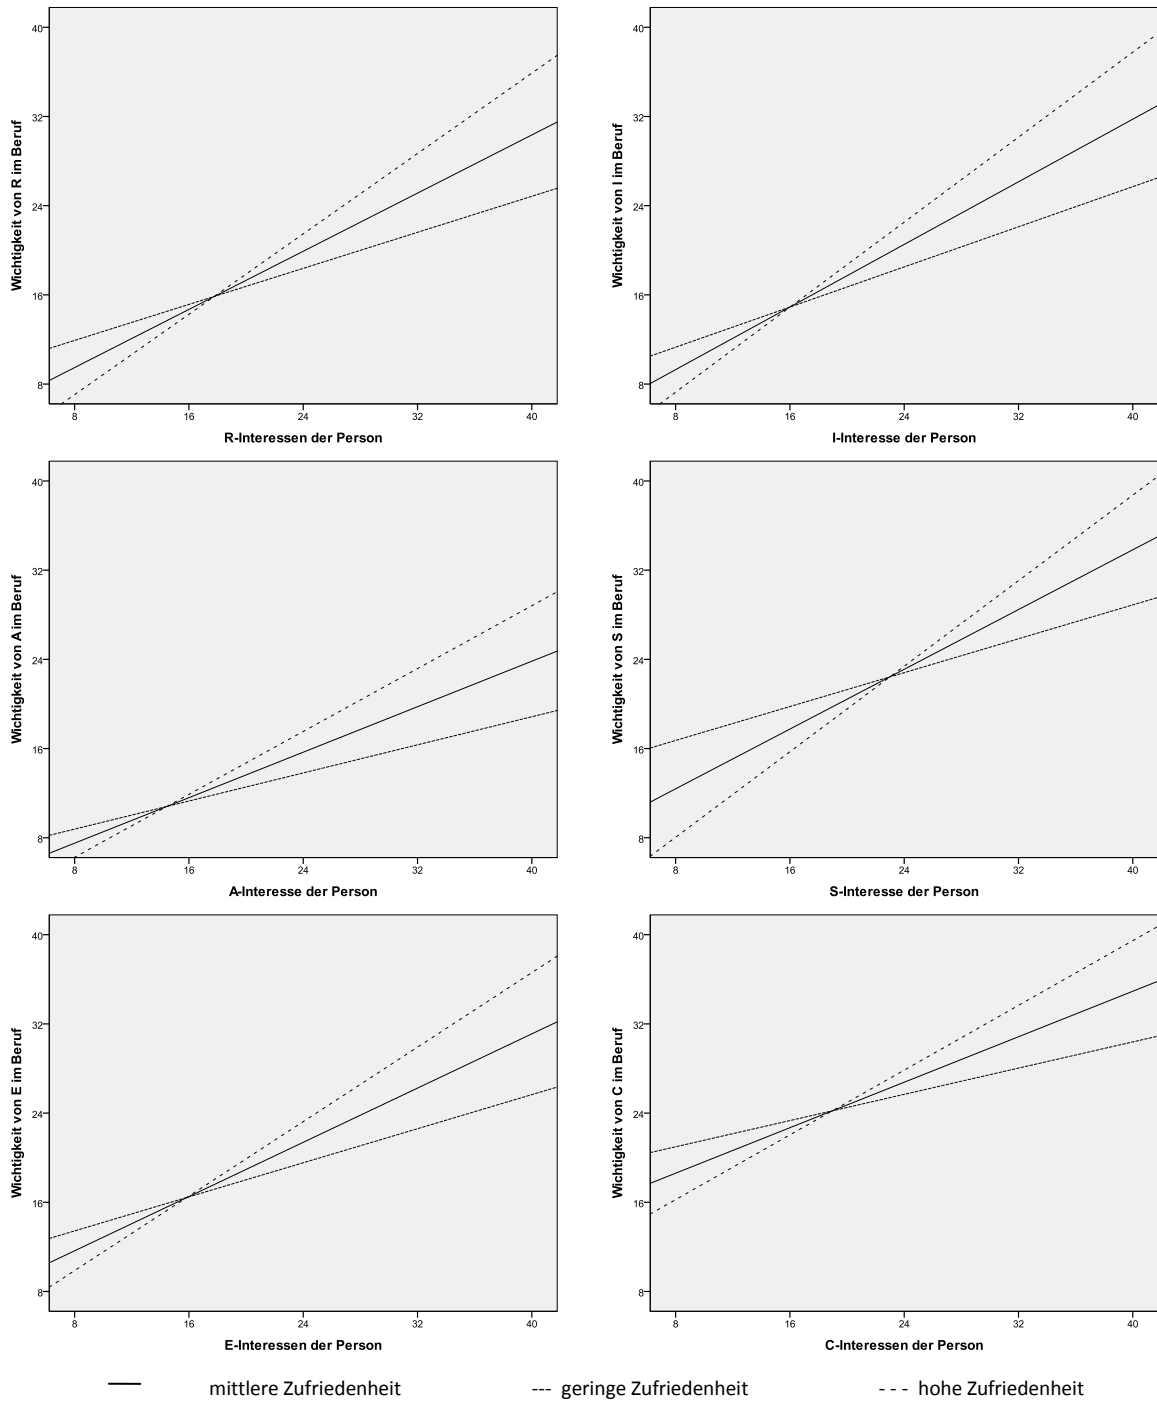 40
32
24
16
8
Wichtigkeit von R im Beruf
8 16 24 32 40
R-Interessen der Person
40
32
24
16
8
Wichtigkeit von I im Beruf
8 16 24 32 40
I-Interesse der Person
40
32
24
16
8
Wichtigkeit von A im Beruf
8 16 24 32 40
A-Interesse der Person
40
32
24
16
8
Wichtigkeit von S im Beruf
8 16 24 32 40
S-Interesse der Person
40
32
24
16
8
Wichtigkeit von E im Beruf
8 16 24 32 40
E-Interessen der Person
40
32
24
16
8
Wichtigkeit von C im Beruf
8 16 24 32 40
C-Interessen der Person
mittlere Zufriedenheit --- geringe Zufriedenheit - - - hohe Zufriedenheit